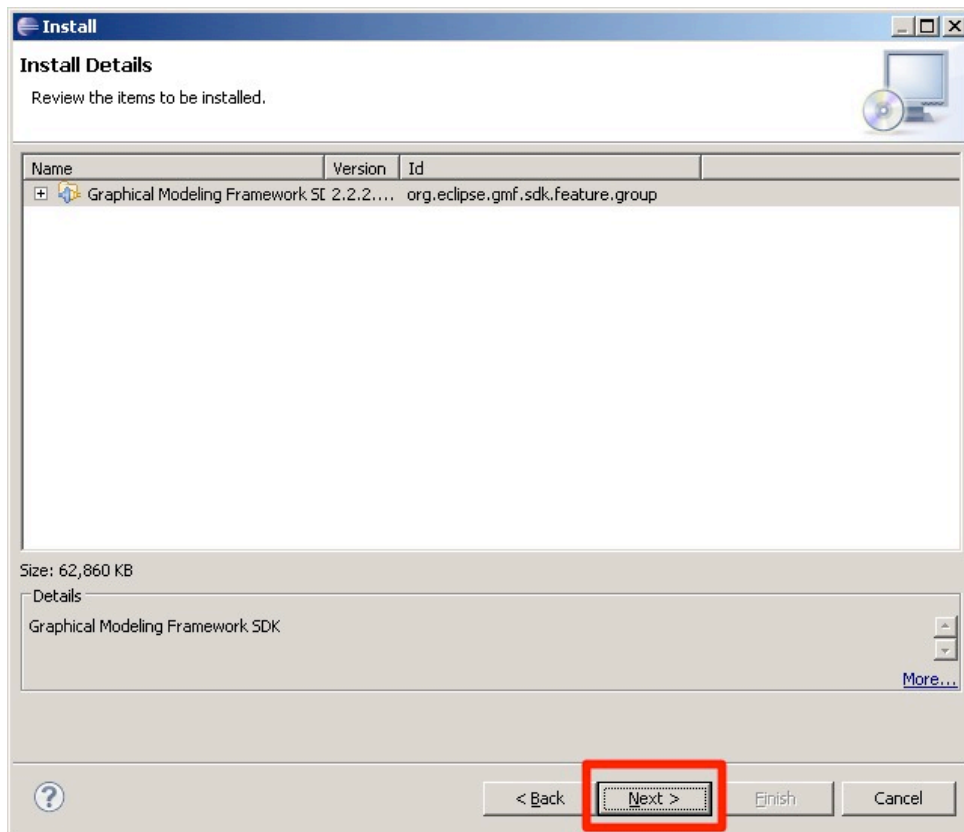 Install
Install Details
Review the items to be installed.
Name Version Id
Graphical Modeling Framework SI 2.2.2.... org.eclipse.gmf.sdk.feature.group
Size: 62,860 KB
Details
Graphical Modeling Framework SDK
More...
? < Back Next > Finish Cancel